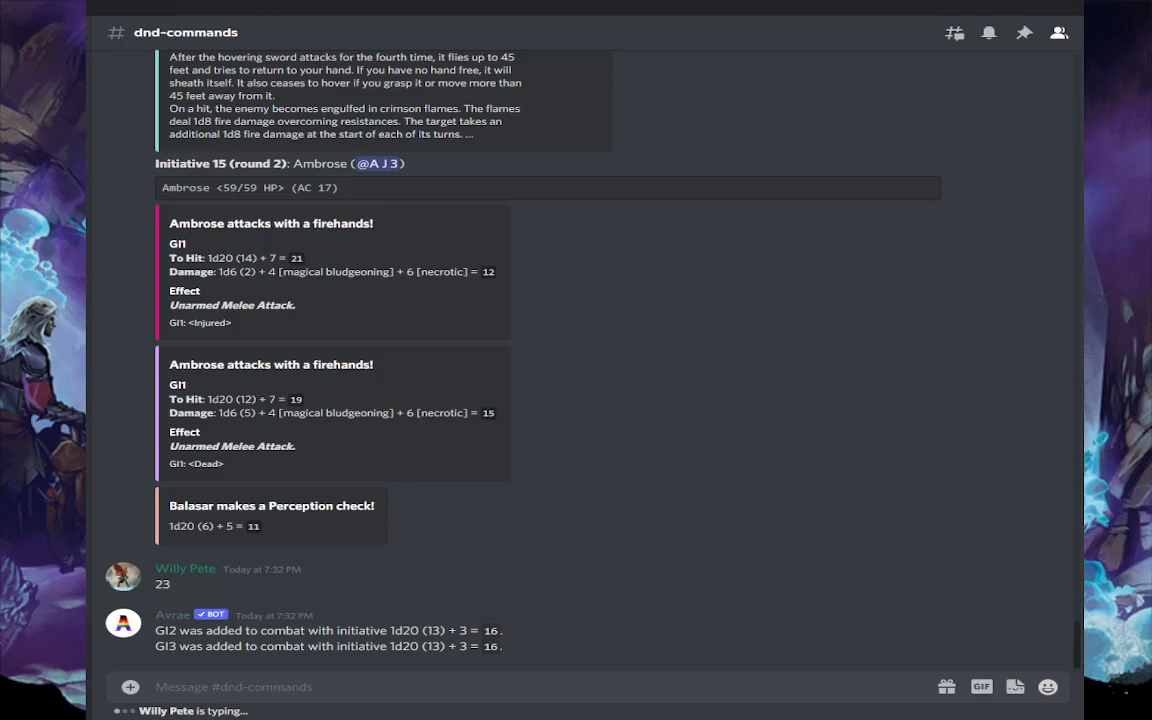 dnd-commands
After the hovering sword attacks for the fourth time, it flies up to 45
feet and tries to return to your hand. If you have no hand free, it will
sheath itself. It also ceases to hover if you grasp it or move more than
45 feet away from it.
On a hit, the enemy becomes engulfed in crimson flames. The flames
deal 1d8 fire damage overcoming resistances. The target takes an
additional 1d8 fire damage at the start of each of its turns. ...
Initiative 15 (round 2): Ambrose (@A J 3)
Ambrose <59/59 HP> (AC 17)
Ambrose attacks with a firehands!
GI1
To Hit: 1d20 (14) + 7 = 21
Damage: 1d6 (2) + 4 [magical bludgeoning] + 6 [necrotic] = 12
Effect
Unarmed Melee Attack.
GI1: <Injured>
Ambrose attacks with a firehands!
GI1
To Hit: 1d20 (12) + 7 = 19
Damage: 1d6 (5) + 4 [magical bludgeoning] + 6 [necrotic] = 15
Effect
Unarmed Melee Attack.
GI1: <Dead>
Balasar makes a Perception check!
1d20 (6) + 5 = 11
Willy Pete Today at 7:32 PM
23
A
Avrae ✓ BOT Today at 7:32 PM
GI2 was added to combat with initiative 1d20 (13) + 3 = 16.
GI3 was added to combat with initiative 1d20 (13) + 3 = 16.
Message #dnd-commands
GIF
Willy Pete is typing...